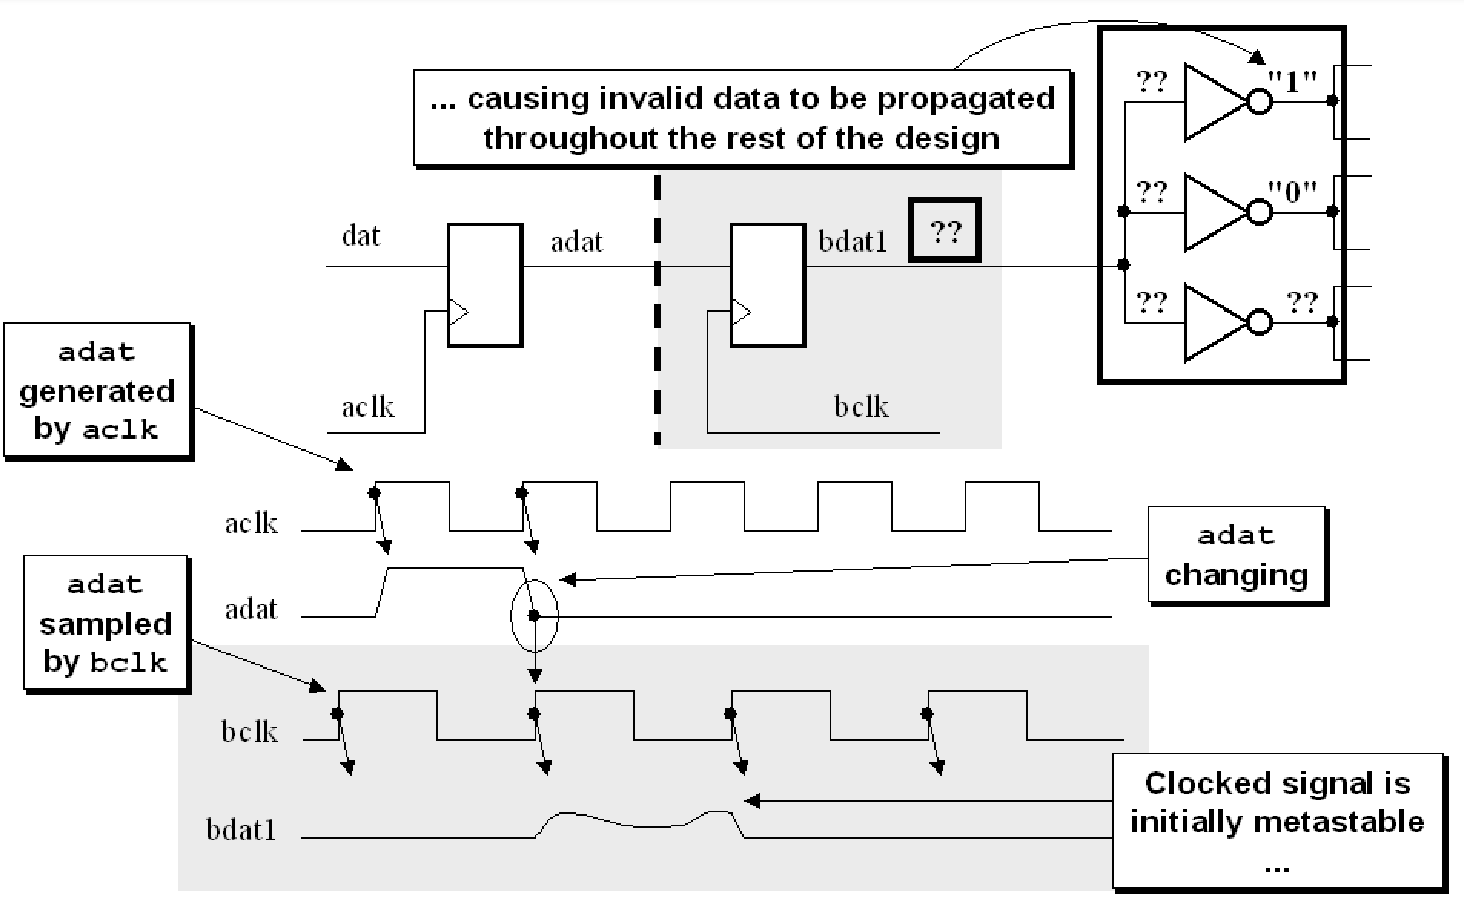 ... causing invalid data to be propagated
throughout the rest of the design
?? "1"
?? "0"
?? ??
dat
adat
bdat1
??
aclk
bclk
adat
generated
by aclk
aclk
adat
changing
adat
adat
sampled
by bclk
bclk
Clocked signal is
initially metastable
...
bdat1